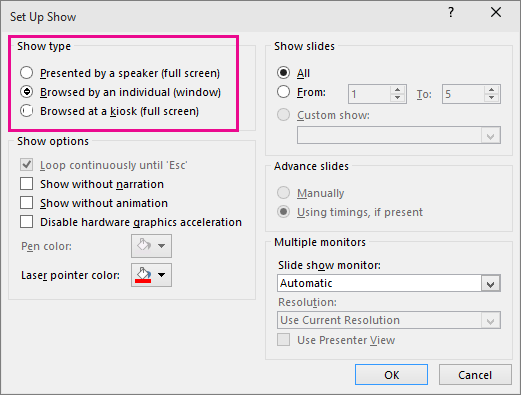 Set Up Show
?
Show type
Presented by a speaker (full screen)
Browsed by an individual (window)
Browsed at a kiosk (full screen)
Show options
Loop continuously until 'Esc'
Show without narration
Show without animation
Disable hardware graphics acceleration
Pen color:
Laser pointer color:
Show slides
All
From: 1 To: 5
Custom show:
Advance slides
Manually
Using timings, if present
Multiple monitors
Slide show monitor:
Automatic
Resolution:
Use Current Resolution
Use Presenter View
OK Cancel